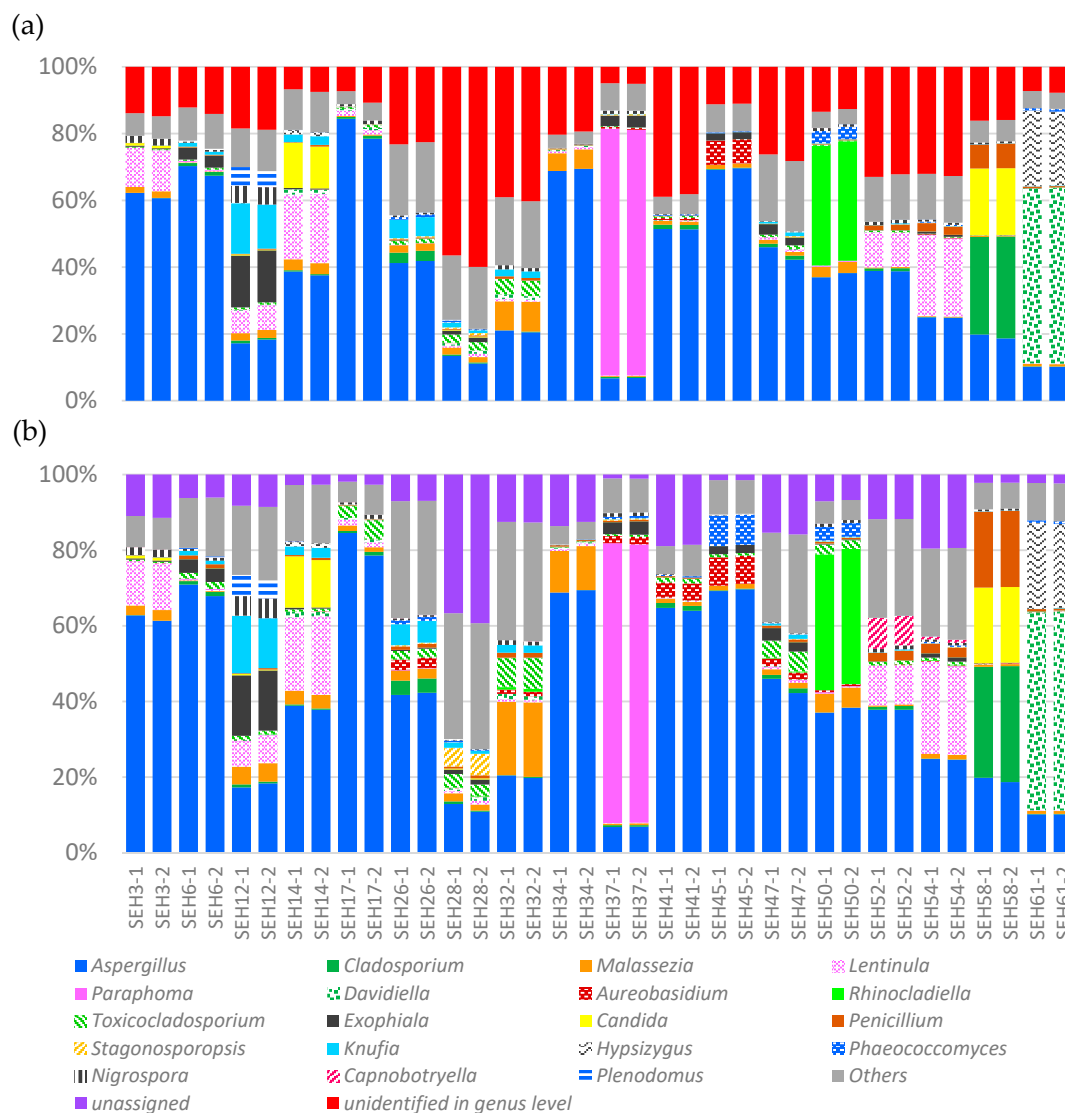 (a)
100%
80%
60%
40%
20%
0%
(b)
100%
80%
60%
40%
20%
0%
SEH3-1
SEH3-2
SEH6-1
SEH6-2
SEH12-1
SEH12-2
SEH14-1
SEH14-2
SEH17-1
SEH17-2
SEH26-1
SEH26-2
SEH28-1
SEH28-2
SEH32-1
SEH32-2
SEH34-1
SEH34-2
SEH37-1
SEH37-2
SEH41-1
SEH41-2
SEH45-1
SEH45-2
SEH47-1
SEH47-2
SEH50-1
SEH50-2
SEH52-1
SEH52-2
SEH54-1
SEH54-2
SEH58-1
SEH58-2
SEH61-1
SEH61-2
Aspergillus Cladosporium Malassezia Lentinula
Paraphoma Davidiella Aureobasidium Rhinocladiella
Toxicocladosporium Exophiala Candida Penicillium
Stagonosporopsis Knufia Hypsizygus Phaeococcomyces
Nigrospora Capnobotryella Plenodomus Others
unassigned unidentified in genus level